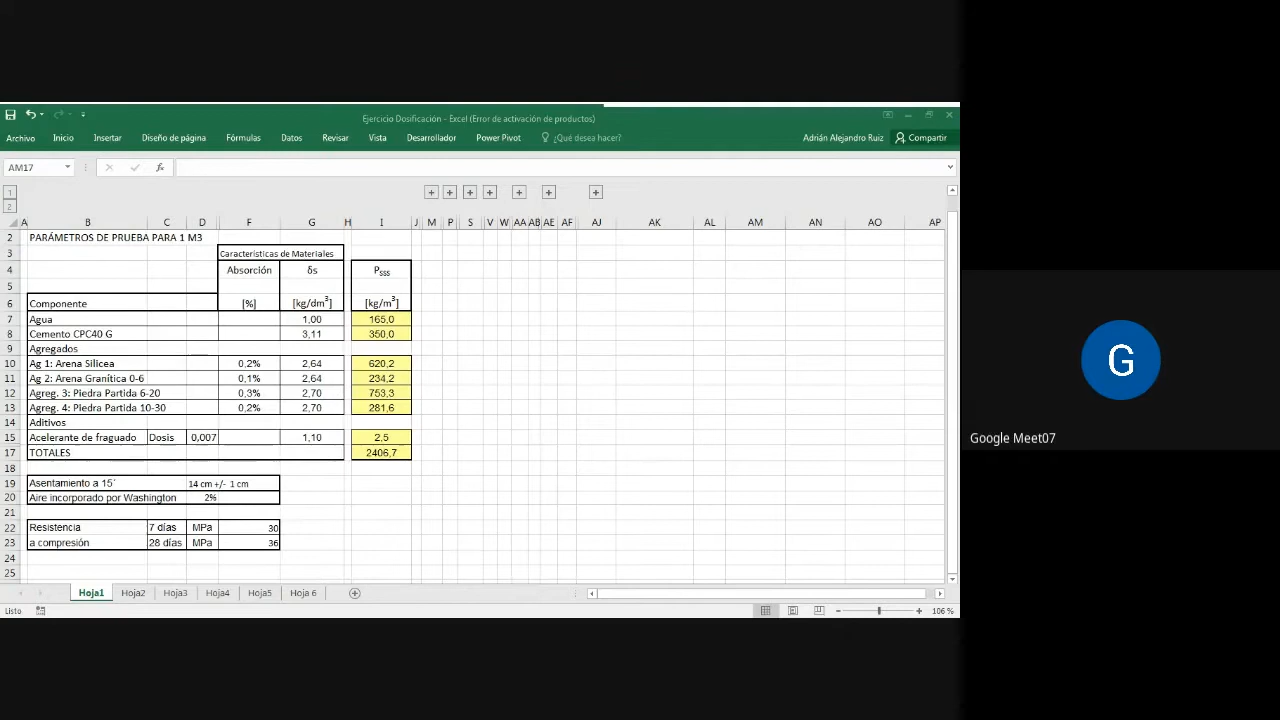 Ejercicio Dosificación - Excel (Error de activación de productos)
Archivo Inicio Insertar Diseño de página Fórmulas Datos Revisar Vista Desarrollador Power Pivot ¿Qué desea hacer? Adrián Alejandro Ruiz Compartir
AM17 fx
1
2
A B C D F G H I J M P S V W AA AB AE AF AJ AK AL AM AN AO AP
2 PARÁMETROS DE PRUEBA PARA 1 M3
3 Características de Materiales
4 Absorción δs Psss
5
6 Componente [%] [kg/dm³] [kg/m³]
7 Agua 1,00 165,0
8 Cemento CPC40 G 3,11 350,0
9 Agregados
10 Ag 1: Arena Silicea 0,2% 2,64 620,2
11 Ag 2: Arena Granítica 0-6 0,1% 2,64 234,2
12 Agreg. 3: Piedra Partida 6-20 0,3% 2,70 753,3
13 Agreg. 4: Piedra Partida 10-30 0,2% 2,70 281,6
14 Aditivos
15 Acelerante de fraguado Dosis 0,007 1,10 2,5
17 TOTALES 2406,7
18
19 Asentamiento a 15´ 14 cm +/- 1 cm
20 Aire incorporado por Washington 2%
21
22 Resistencia 7 días MPa 30
23 a compresión 28 días MPa 36
24
25
Hoja1 Hoja2 Hoja3 Hoja4 Hoja5 Hoja 6
Listo 106 %
G
Google Meet07